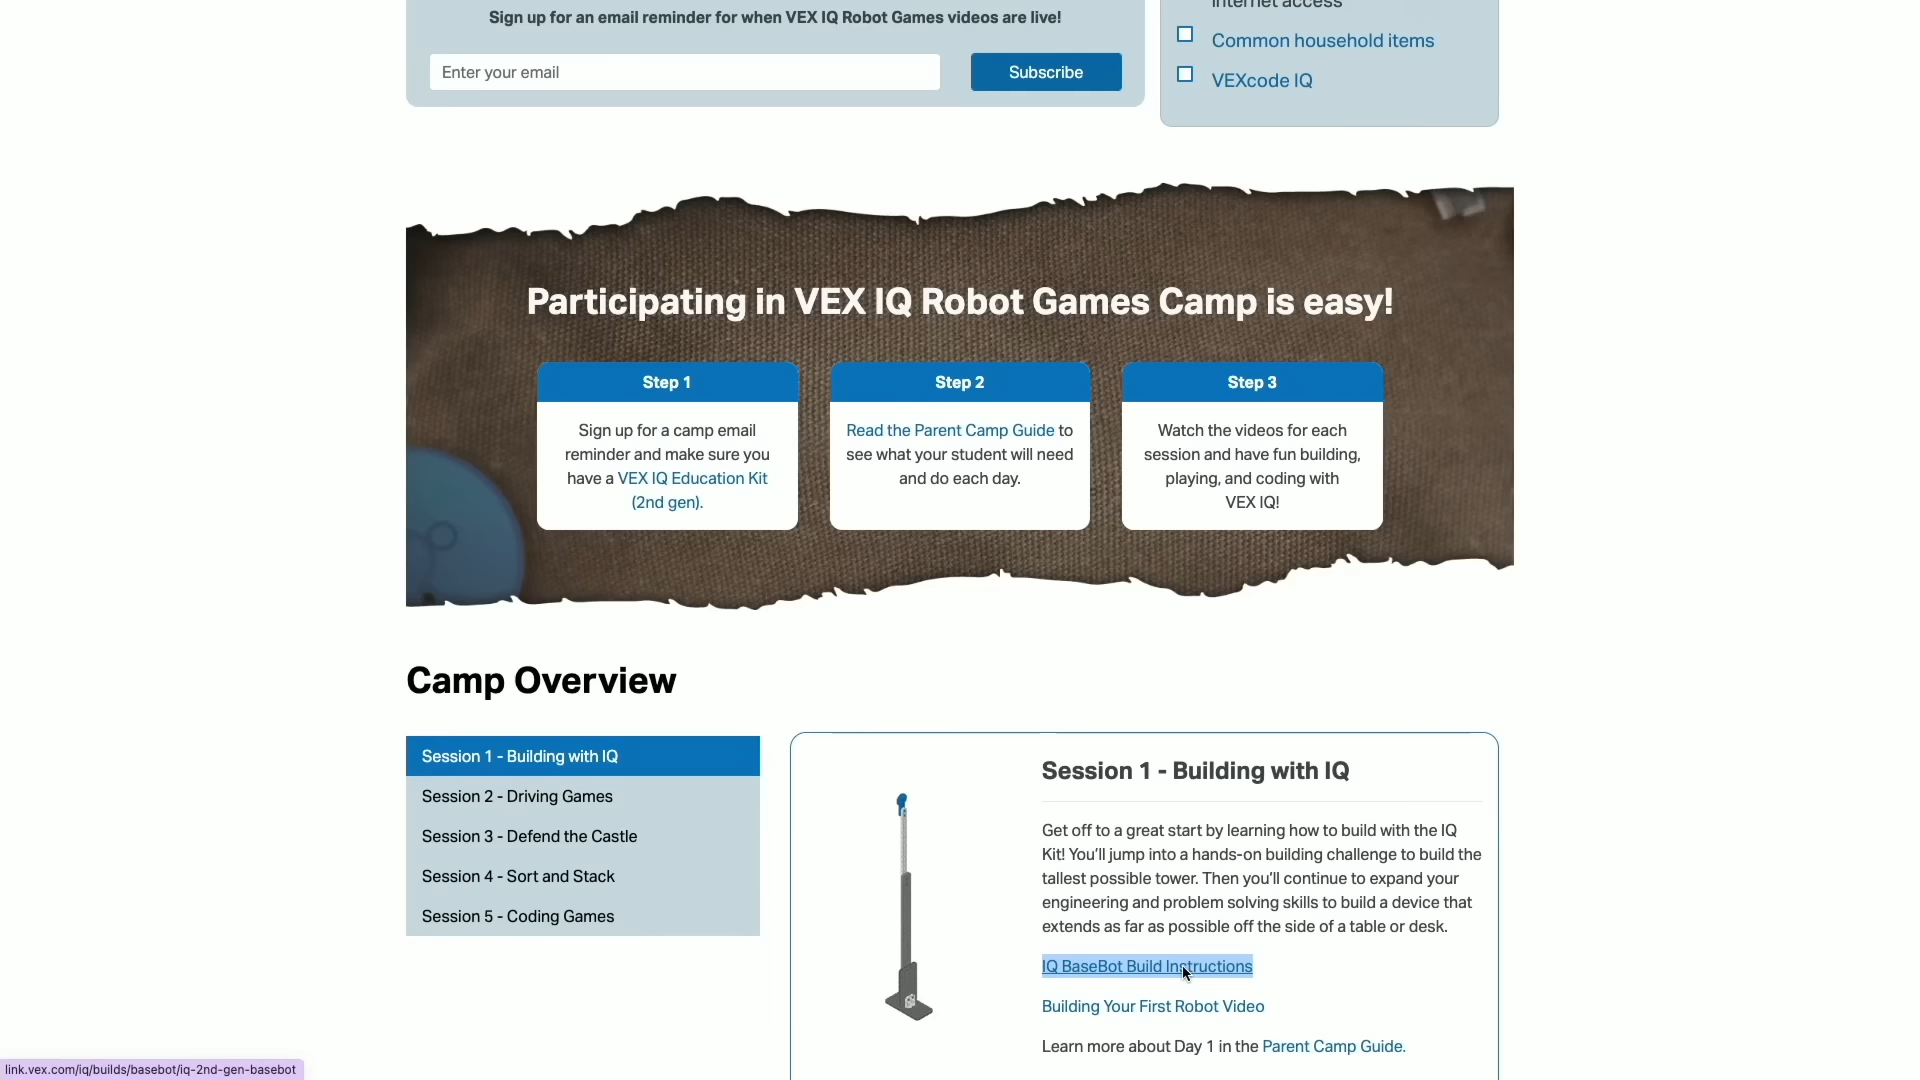 Sign up for an email reminder for when VEX IQ Robot Games videos are live!
Enter your email
Subscribe
internet access
Common household items
VEXcode IQ
Participating in VEX IQ Robot Games Camp is easy!
Step 1
Sign up for a camp email
reminder and make sure you
have a VEX IQ Education Kit
(2nd gen).
Step 2
Read the Parent Camp Guide to
see what your student will need
and do each day.
Step 3
Watch the videos for each
session and have fun building,
playing, and coding with
VEX IQ!
Camp Overview
Session 1 - Building with IQ
Session 2 - Driving Games
Session 3 - Defend the Castle
Session 4 - Sort and Stack
Session 5 - Coding Games
Session 1 - Building with IQ
Get off to a great start by learning how to build with the IQ
Kit! You’ll jump into a hands-on building challenge to build the
tallest possible tower. Then you’ll continue to expand your
engineering and problem solving skills to build a device that
extends as far as possible off the side of a table or desk.
IQ BaseBot Build Instructions
Building Your First Robot Video
Learn more about Day 1 in the Parent Camp Guide.
link.vex.com/iq/builds/basebot/iq-2nd-gen-basebot